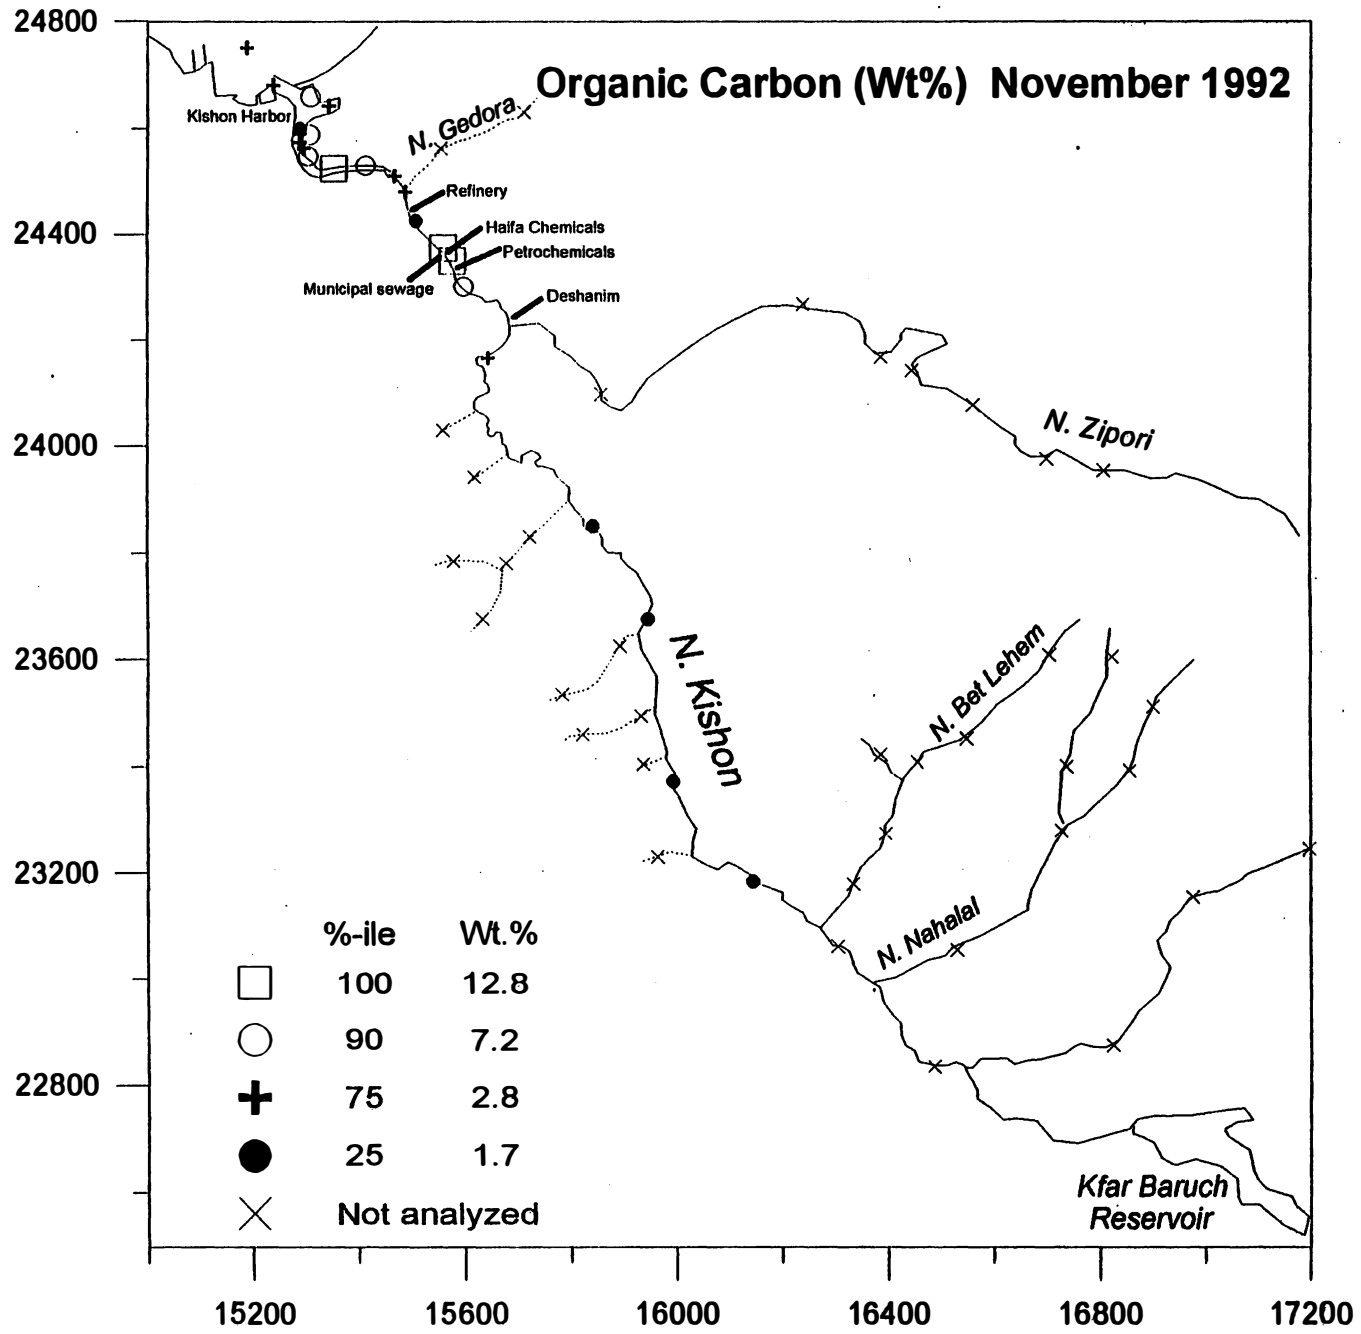 24800
Organic Carbon (Wt%) November 1992
Kishon Harbor
N. Gedora
Refinery
24400
Haifa Chemicals
Petrochemicals
Municipal sewage
Deshanim
24000
N. Zipori
23600
N. Kishon
N. Bet Lehem
23200
N. Nahalal
%-ile Wt.%
100 12.8
90 7.2
22800
75 2.8
25 1.7
Not analyzed
Kfar Baruch
Reservoir
15200 15600 16000 16400 16800 17200